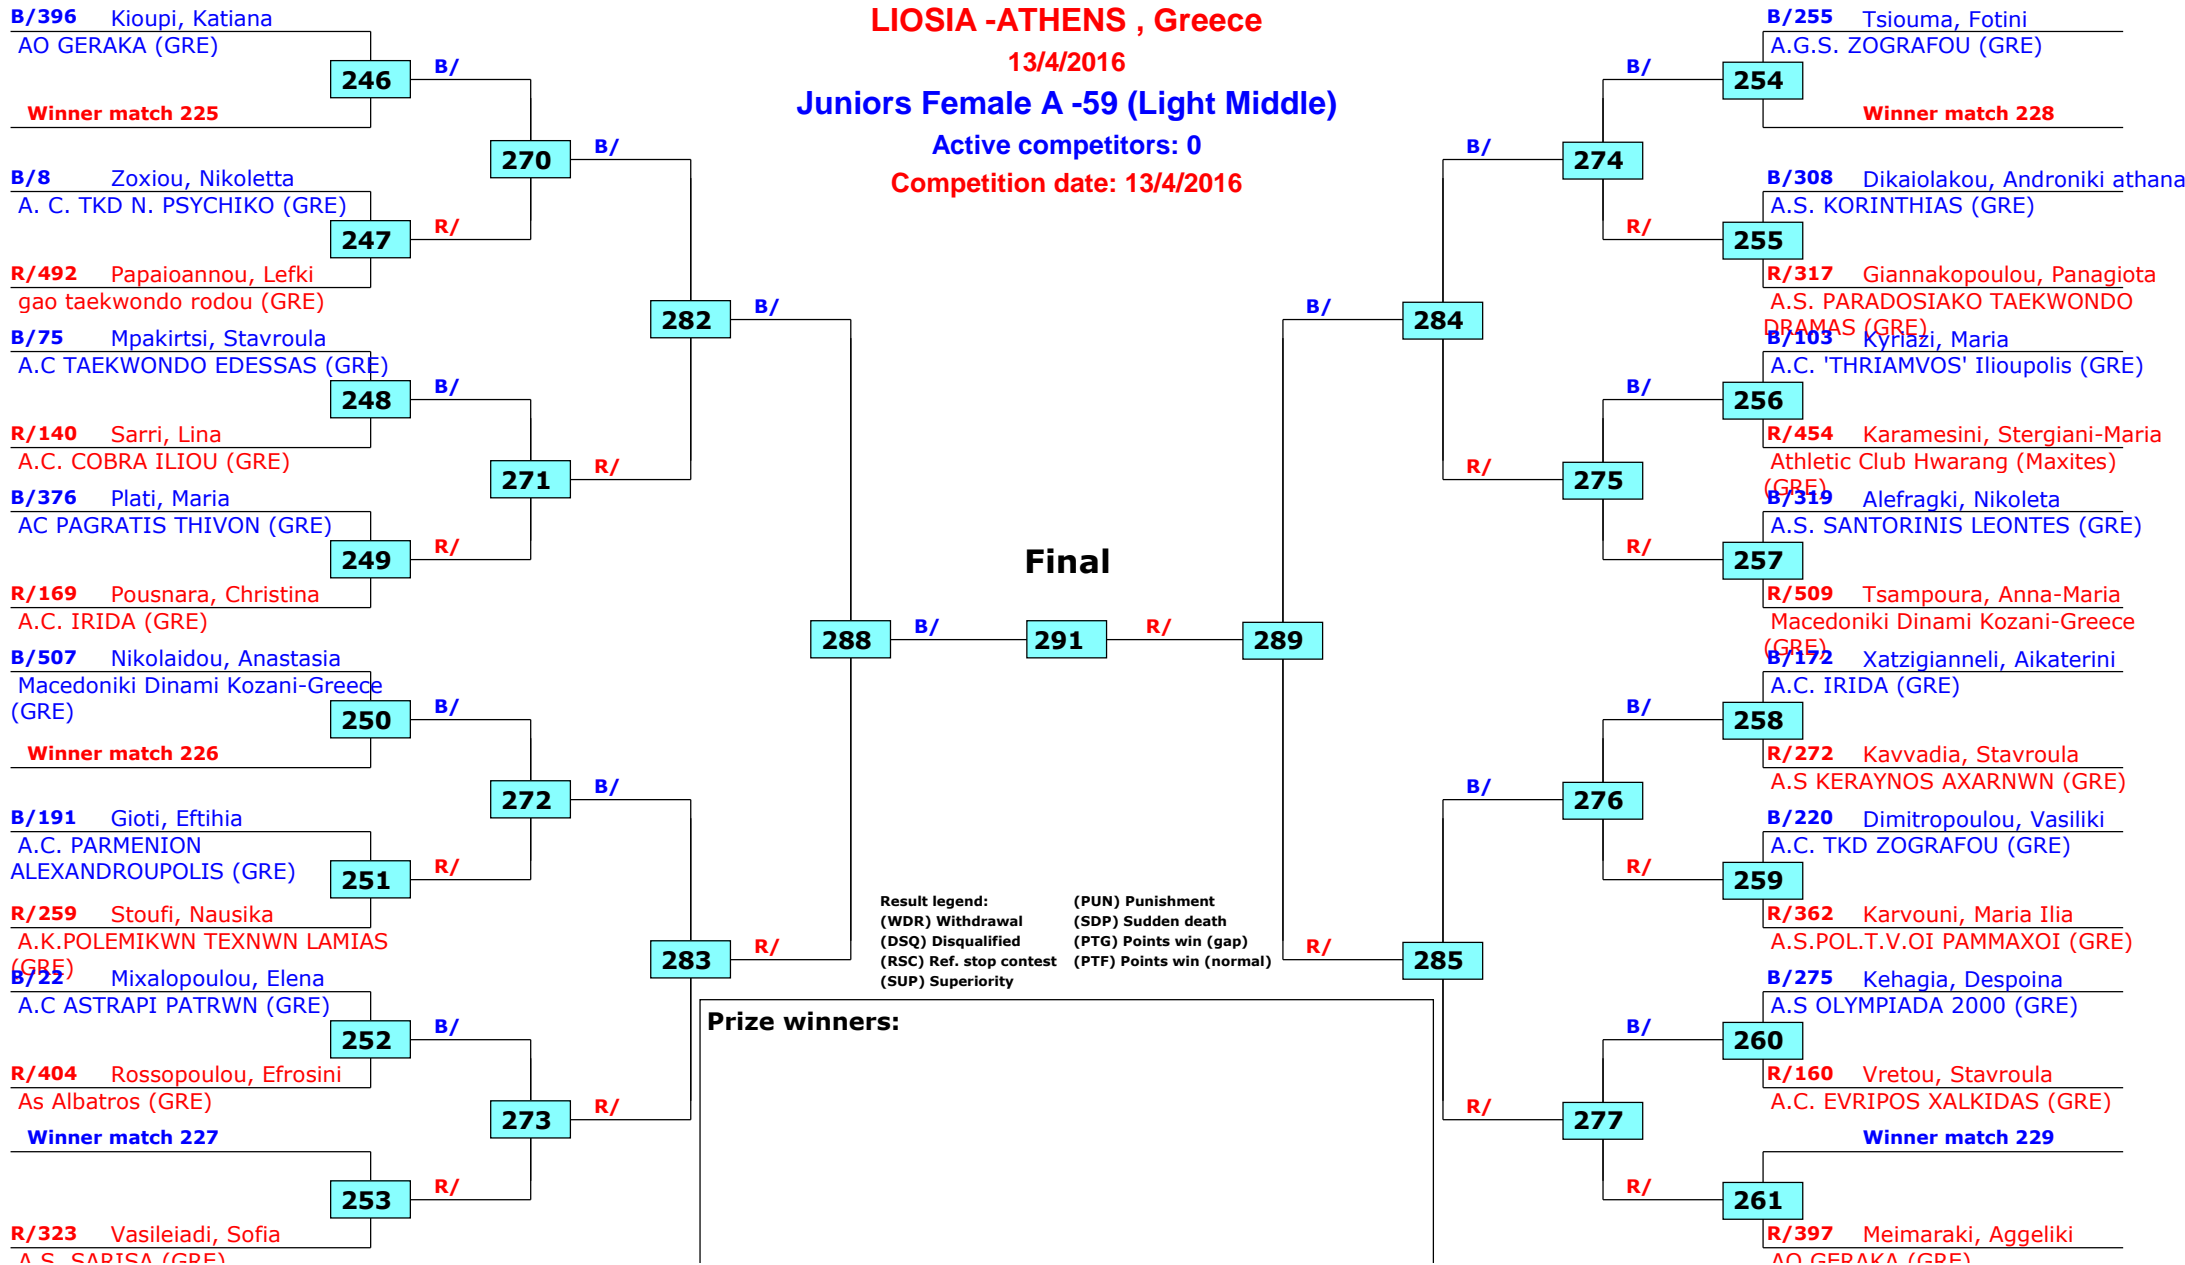 LIOSIA -ATHENS , Greece
13/4/2016
Juniors Female A -59 (Light Middle)
Active competitors: 0
Competition date: 13/4/2016
B/396 Kioupi, Katiana
AO GERAKA (GRE)
246
B/
Winner match 225
270
B/
B/8 Zoxiou, Nikoletta
A. C. TKD N. PSYCHIKO (GRE)
247
R/
R/492 Papaioannou, Lefki
gao taekwondo rodou (GRE)
282
B/
B/75 Mpakirtsi, Stavroula
A.C TAEKWONDO EDESSAS (GRE)
248
B/
R/140 Sarri, Lina
A.C. COBRA ILIOU (GRE)
271
R/
B/376 Plati, Maria
AC PAGRATIS THIVON (GRE)
249
R/
R/169 Pousnara, Christina
A.C. IRIDA (GRE)
288
B/
B/507 Nikolaidou, Anastasia
Macedoniki Dinami Kozani-Greece
(GRE)
250
B/
Winner match 226
272
B/
B/191 Gioti, Eftihia
A.C. PARMENION
ALEXANDROUPOLIS (GRE)
251
R/
R/259 Stoufi, Nausika
A.K.POLEMIKWN TEXNWN LAMIAS
(GRE)
283
R/
B/22 Mixalopoulou, Elena
A.C ASTRAPI PATRWN (GRE)
252
B/
R/404 Rossopoulou, Efrosini
As Albatros (GRE)
273
R/
Winner match 227
253
R/
R/323 Vasileiadi, Sofia
A.S. SARISA (GRE)
Final
291
R/
289
B/
B/255 Tsiouma, Fotini
A.G.S. ZOGRAFOU (GRE)
254
B/
Winner match 228
274
B/
B/308 Dikaiolakou, Androniki athana
A.S. KORINTHIAS (GRE)
255
R/
R/317 Giannakopoulou, Panagiota
A.S. PARADOSIAKO TAEKWONDO
DRAMAS (GRE)
284
B/103 Kyriazi, Maria
A.C. 'THRIAMVOS' Ilioupolis (GRE)
256
B/
R/454 Karamesini, Stergiani-Maria
Athletic Club Hwarang (Maxites)
(GRE)
275
R/
B/319 Alefragki, Nikoleta
A.S. SANTORINIS LEONTES (GRE)
257
R/
R/509 Tsampoura, Anna-Maria
Macedoniki Dinami Kozani-Greece
(GRE)
B/172 Xatzigianneli, Aikaterini
A.C. IRIDA (GRE)
258
B/
R/272 Kavvadia, Stavroula
A.S KERAYNOS AXARNWN (GRE)
276
B/
B/220 Dimitropoulou, Vasiliki
A.C. TKD ZOGRAFOU (GRE)
259
R/
R/362 Karvouni, Maria Ilia
A.S.POL.T.V.OI PAMMAXOI (GRE)
285
R/
B/275 Kehagia, Despoina
A.S OLYMPIADA 2000 (GRE)
260
B/
R/160 Vretou, Stavroula
A.C. EVRIPOS XALKIDAS (GRE)
277
R/
Winner match 229
261
R/
R/397 Meimaraki, Aggeliki
AO GERAKA (GRE)
Result legend:
(WDR) Withdrawal
(DSQ) Disqualified
(RSC) Ref. stop contest
(SUP) Superiority
(PUN) Punishment
(SDP) Sudden death
(PTG) Points win (gap)
(PTF) Points win (normal)
Prize winners: